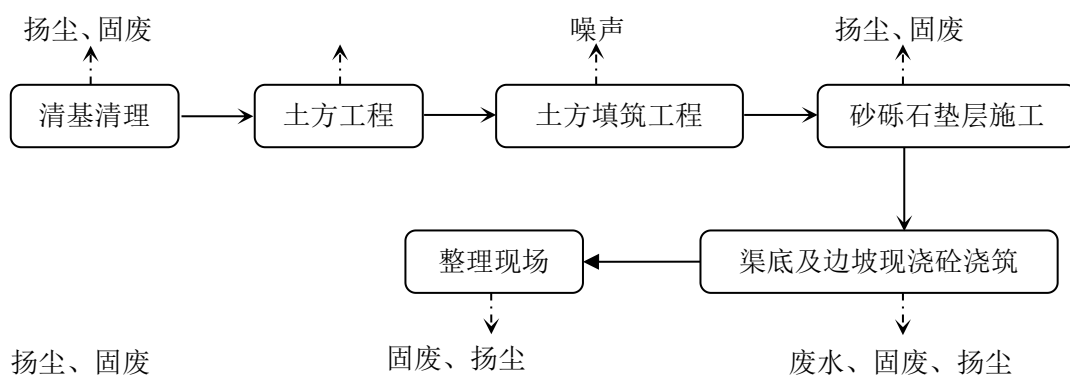 扬尘、固废
噪声
扬尘、固废
清基清理
土方工程
土方填筑工程
砂砾石垫层施工
整理现场
渠底及边坡现浇砼浇筑
扬尘、固废
固废、扬尘
废水、固废、扬尘